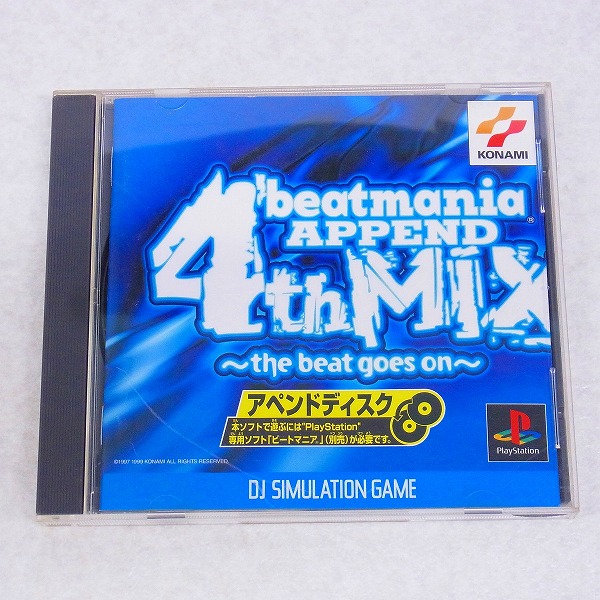 KONAMI
beatmania®
APPEND
4th MiX
～the beat goes on～
アペンドディスク
本ソフトで遊ぶには"PlayStation"
専用ソフト「ビートマニア」(別売)が必要です。
©1997 1999 KONAMI ALL RIGHTS RESERVED.
PlayStation
DJ SIMULATION GAME